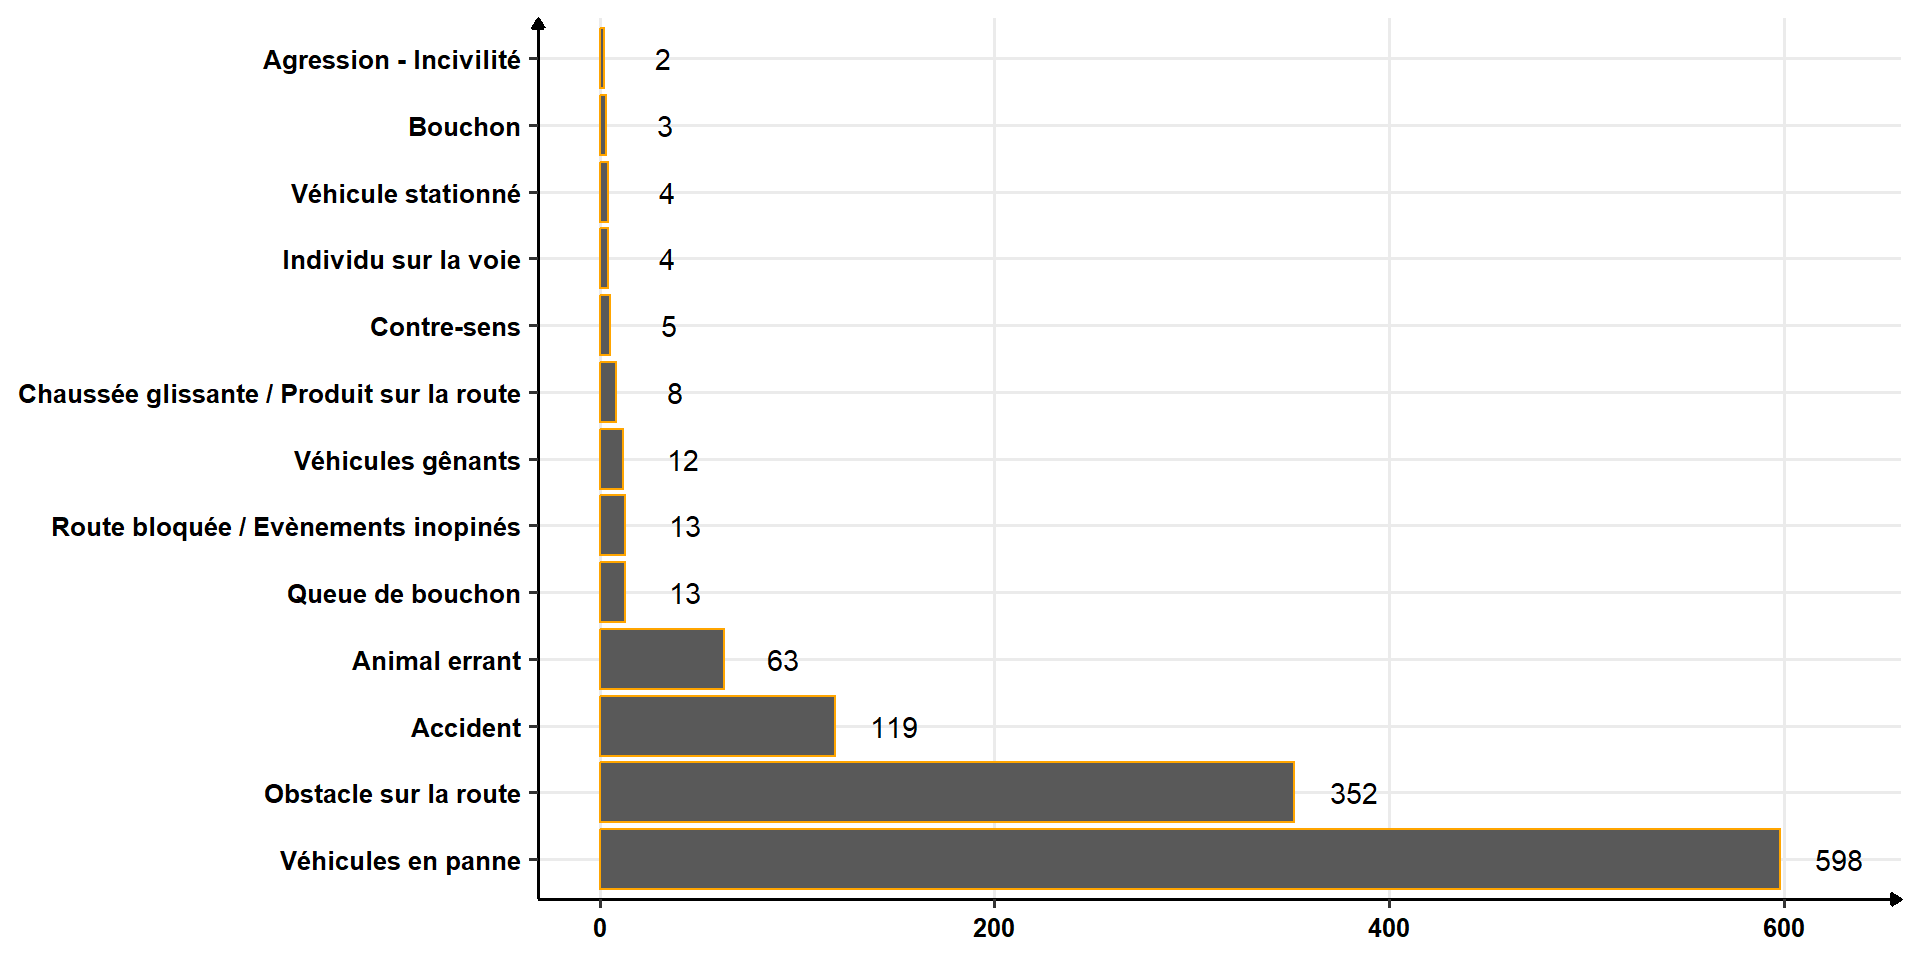 Agression - Incivilité 2
Bouchon 3
Véhicule stationné 4
Individu sur la voie 4
Contre-sens 5
Chaussée glissante / Produit sur la route 8
Véhicules gênants 12
Route bloquée / Evènements inopinés 13
Queue de bouchon 13
Animal errant 63
Accident 119
Obstacle sur la route 352
Véhicules en panne 598
0 200 400 600